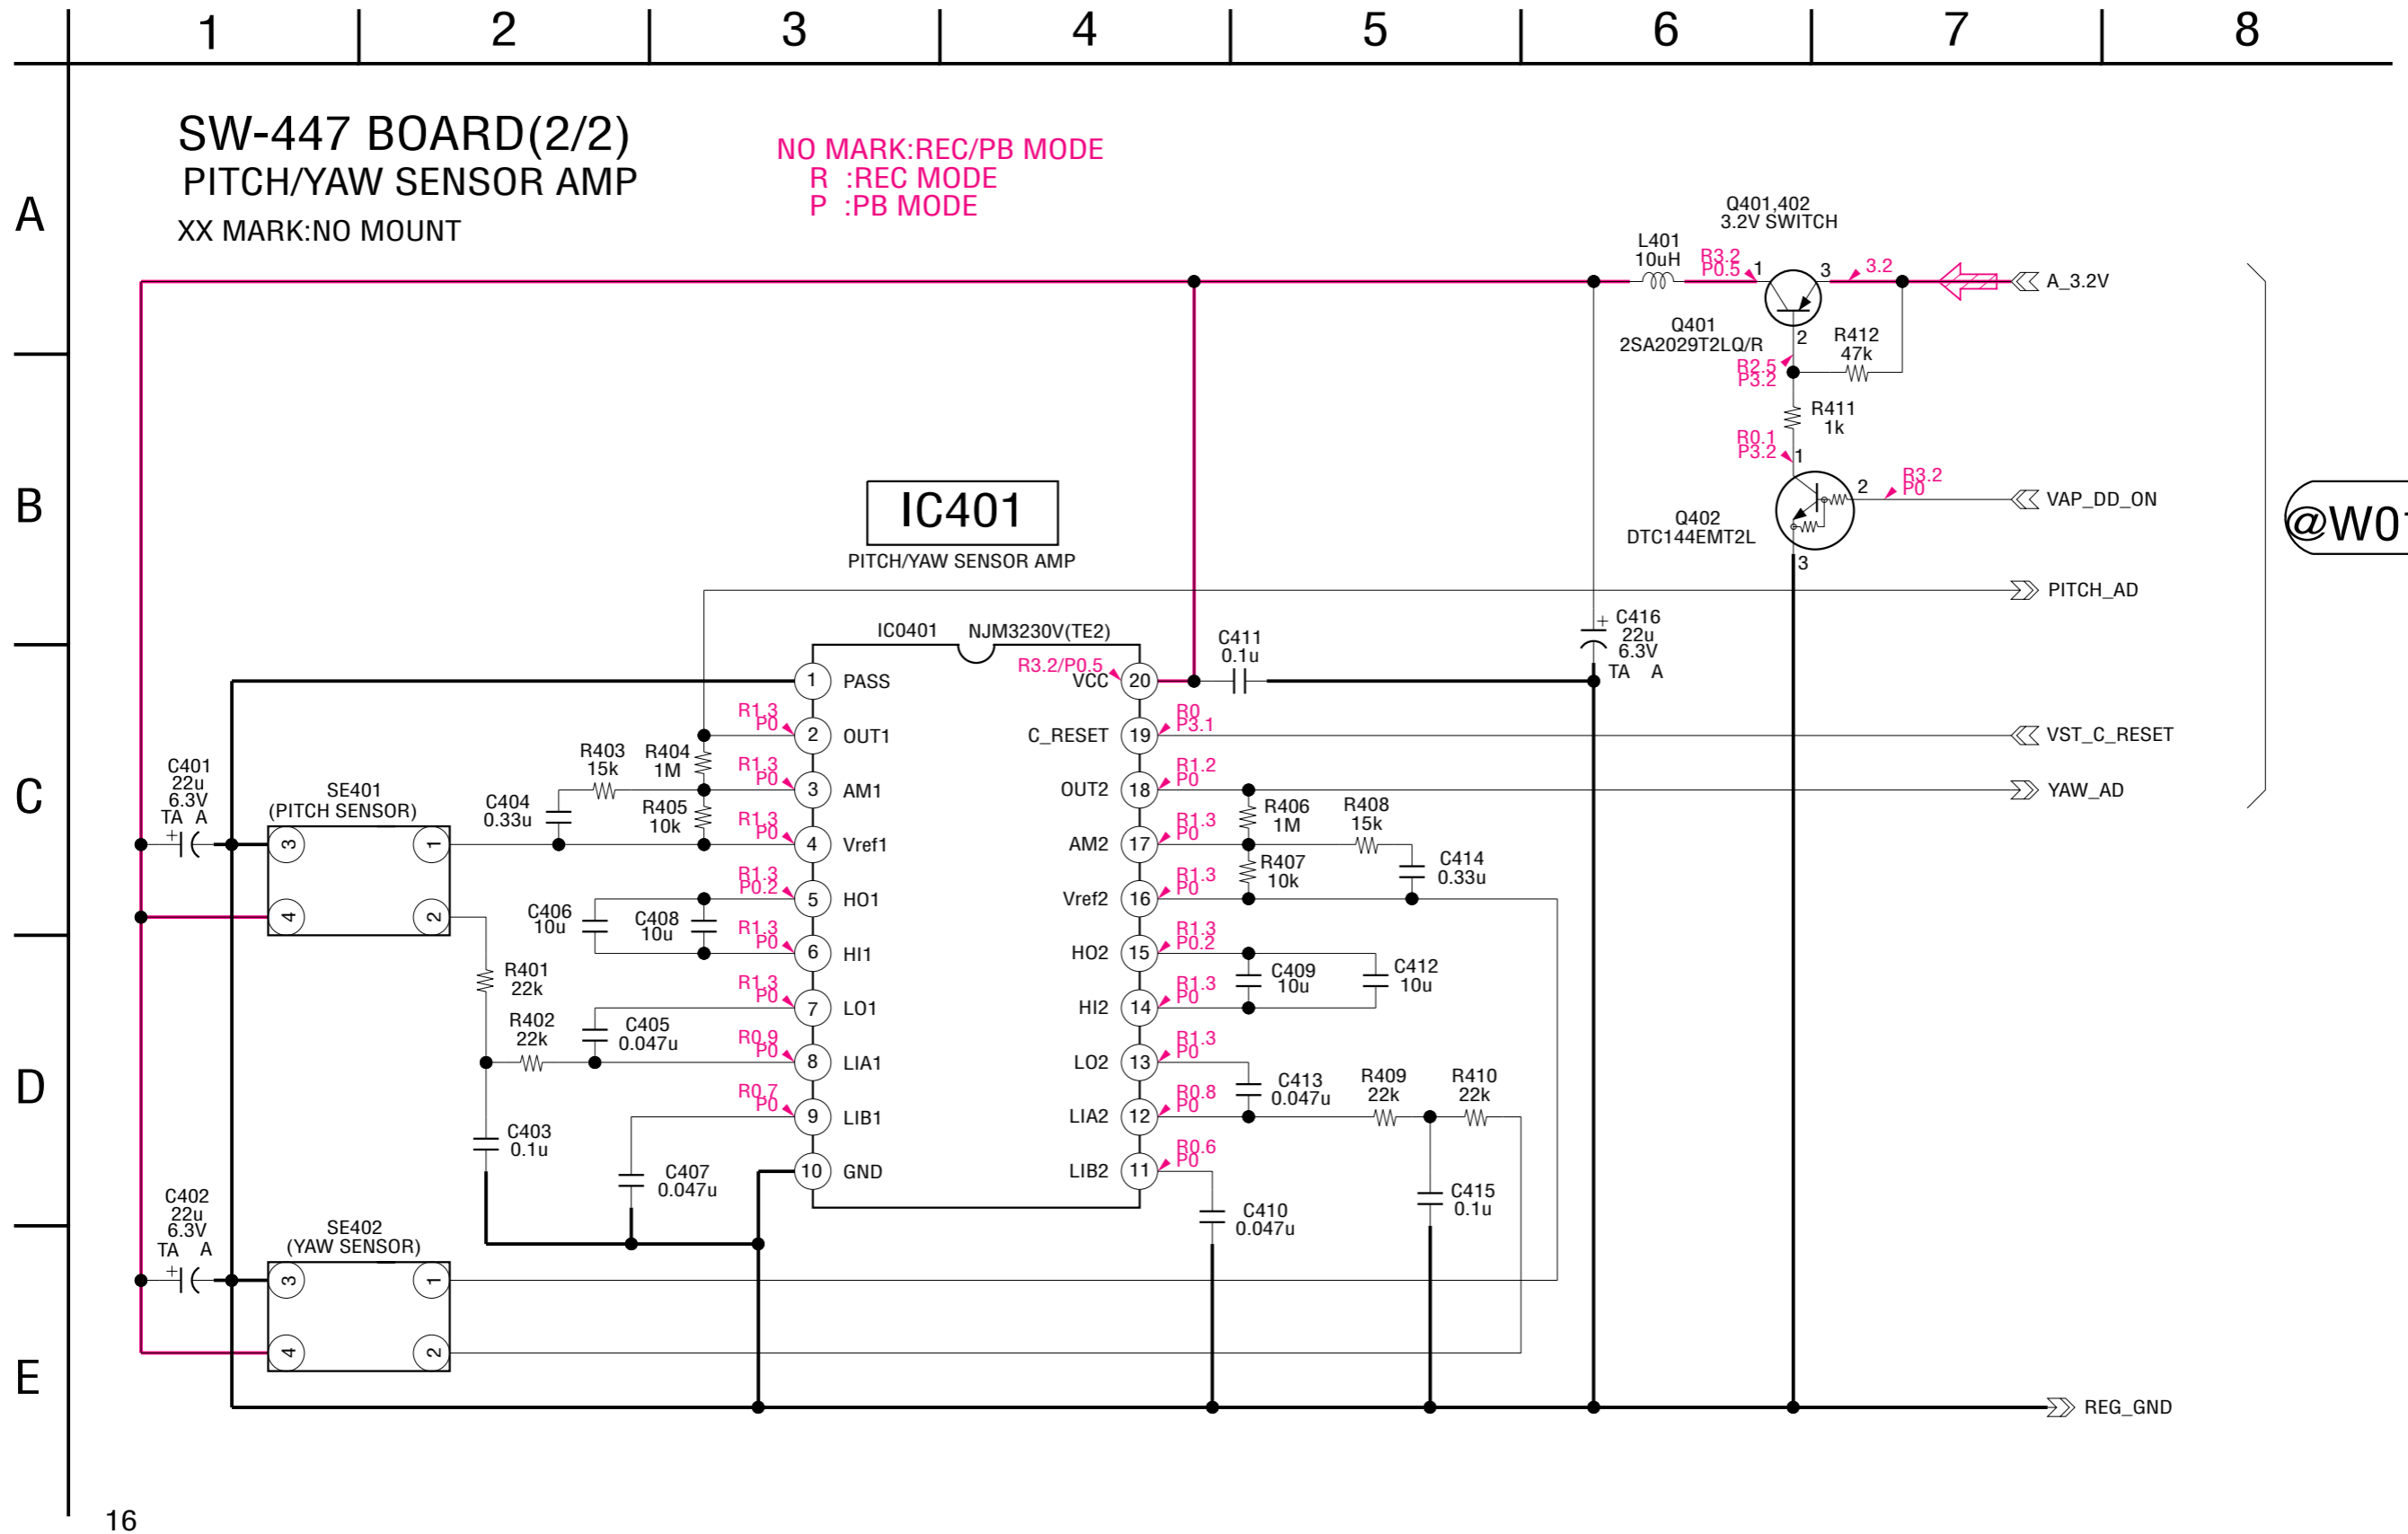 1 2 3 4 5 6 7 8
SW-447 BOARD(2/2)
PITCH/YAW SENSOR AMP
XX MARK:NO MOUNT
NO MARK:REC/PB MODE
R :REC MODE
P :PB MODE
A
B
C
D
E
Q401,402
3.2V SWITCH
L401
10uH
R3.2
P0.5
1
3
3.2
A_3.2V
Q401
2SA2029T2LQ/R
2
R412
47k
R2.5
P3.2
R411
1k
R0.1
P3.2
1
2
R3.2
P0
VAP_DD_ON
Q402
DTC144EMT2L
3
@W01
IC401
PITCH/YAW SENSOR AMP
PITCH_AD
IC0401 NJM3230V(TE2)
C411
0.1u
C416
+
22u
6.3V
TA A
R3.2/P0.5
1 PASS
VCC 20
R1.3
P0
2 OUT1
C_RESET 19
R0
P3.1
VST_C_RESET
R403
15k
R404
1M
R1.3
P0
3 AM1
OUT2 18
R1.2
P0
YAW_AD
C401
22u
6.3V
TA A
+
SE401
(PITCH SENSOR)
3
1
4
2
C404
0.33u
R405
10k
R1.3
P0
4 Vref1
AM2 17
R1.3
P0
R406
1M
R408
15k
R407
10k
C414
0.33u
R1.3
P0.2
5 HO1
Vref2 16
R1.3
P0
C406
10u
C408
10u
R1.3
P0
6 HI1
HO2 15
R1.3
P0.2
C409
10u
C412
10u
R401
22k
R1.3
P0
7 LO1
HI2 14
R1.3
P0
R402
22k
C405
0.047u
R0.9
P0
8 LIA1
LO2 13
R1.3
P0
C413
0.047u
R409
22k
R410
22k
R0.7
P0
9 LIB1
LIA2 12
R0.8
P0
C403
0.1u
C407
0.047u
10 GND
LIB2 11
R0.6
P0
C410
0.047u
C415
0.1u
C402
22u
6.3V
TA A
+
SE402
(YAW SENSOR)
3
1
4
2
REG_GND
16